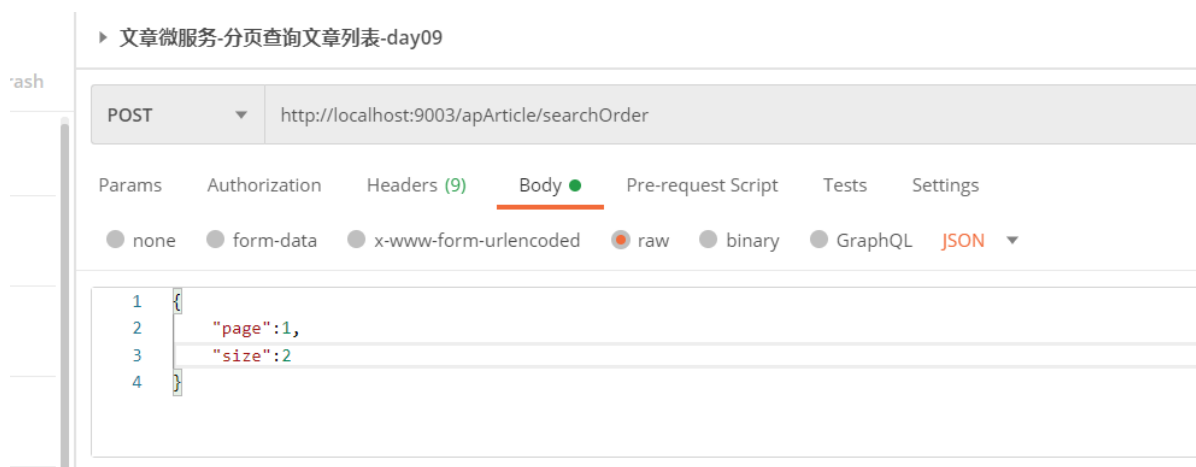 文章微服务-分页查询文章列表-day09
rash
POST http://localhost:9003/apArticle/searchOrder
Params Authorization Headers (9) Body Pre-request Script Tests Settings
none form-data x-www-form-urlencoded raw binary GraphQL JSON
1 {
2 "page":1,
3 "size":2
4 }